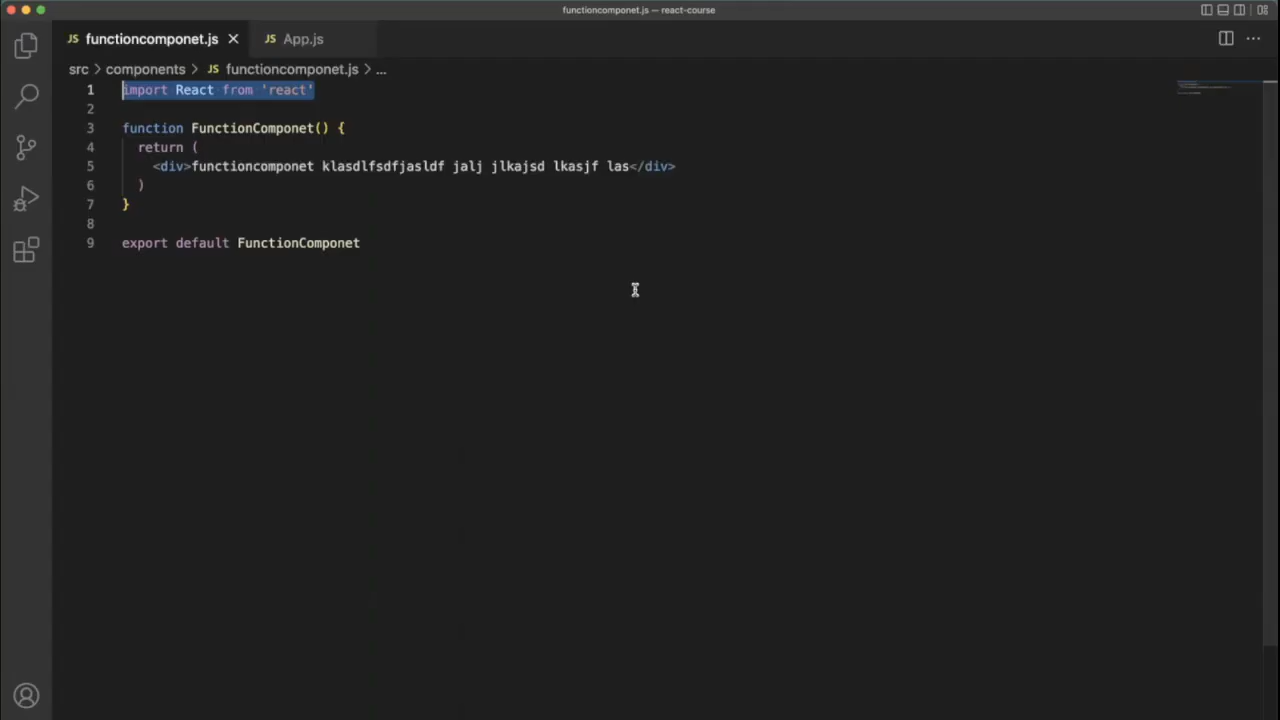 functioncomponet.js — react-course
JS functioncomponet.js
JS App.js
src > components > JS functioncomponet.js > ...
1 import React from 'react'
2
3 function FunctionComponet() {
4 return (
5 <div>functioncomponet klasdlfsdfjasldf jalj jlkajsd lkasjf las</div>
6 )
7 }
8
9 export default FunctionComponet